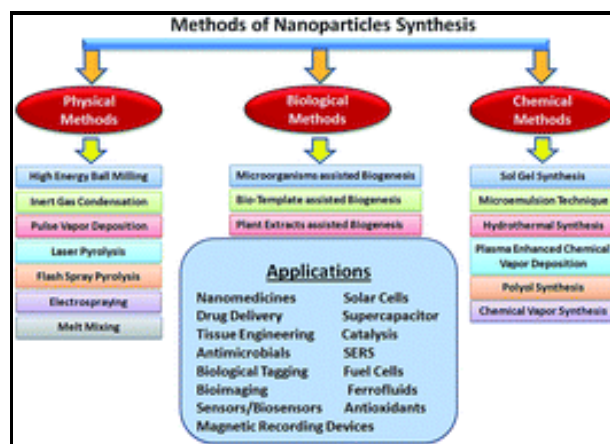 Methods of Nanoparticles Synthesis
Physical
Methods
High Energy Ball Milling
Inert Gas Condensation
Pulse Vapor Deposition
Laser Pyrolysis
Flash Spray Pyrolysis
Electrospraying
Melt Mixing
Biological
Methods
Microorganisms assisted Biogenesis
Bio-Template assisted Biogenesis
Plant Extracts assisted Biogenesis
Chemical
Methods
Sol Gel Synthesis
Microemulsion Technique
Hydrothermal Synthesis
Plasma Enhanced Chemical
Vapor Deposition
Polyol Synthesis
Chemical Vapor Synthesis
Applications
Nanomedicines Solar Cells
Drug Delivery Supercapacitor
Tissue Engineering Catalysis
Antimicrobials SERS
Biological Tagging Fuel Cells
Bioimaging Ferrofluids
Sensors/Biosensors Antioxidants
Magnetic Recording Devices